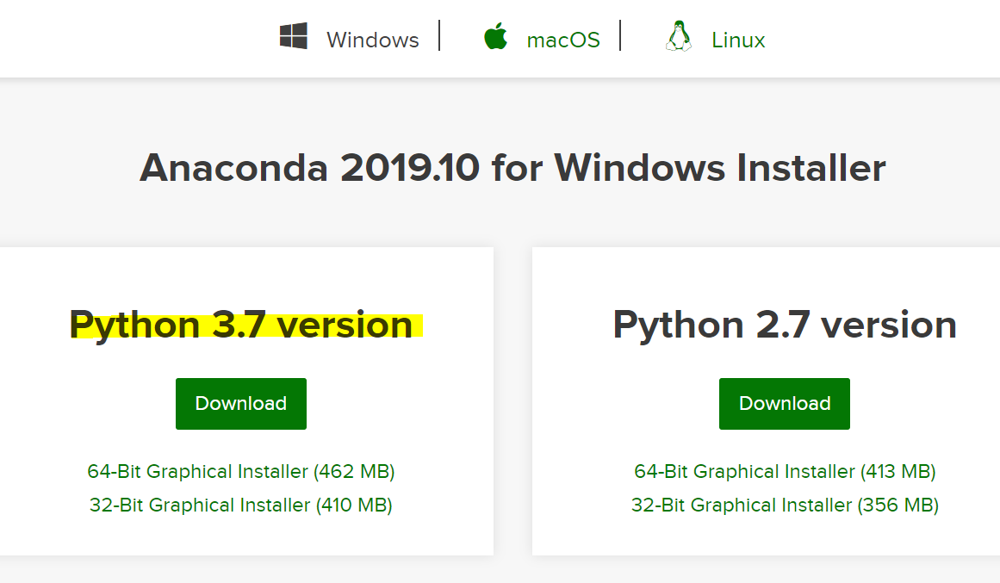 Windows
macOS
Linux
Anaconda 2019.10 for Windows Installer
Python 3.7 version
Download
64-Bit Graphical Installer (462 MB)
32-Bit Graphical Installer (410 MB)
Python 2.7 version
Download
64-Bit Graphical Installer (413 MB)
32-Bit Graphical Installer (356 MB)